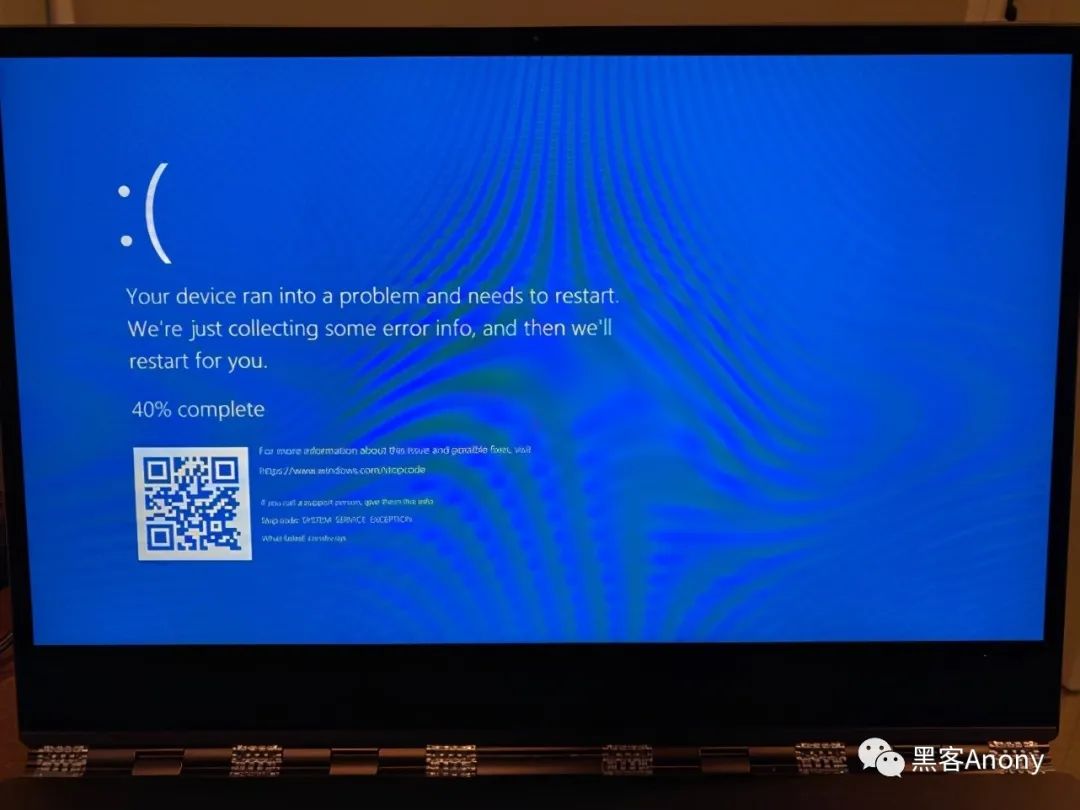 :(
Your device ran into a problem and needs to restart.
We're just collecting some error info, and then we'll
restart for you.
40% complete
For more information about this issue and possible fixes, visit
https://www.windows.com/stopcode
If you call a support person, give them this info
Stop code: SYSTEM SERVICE EXCEPTION
What failed:
黑客Anony